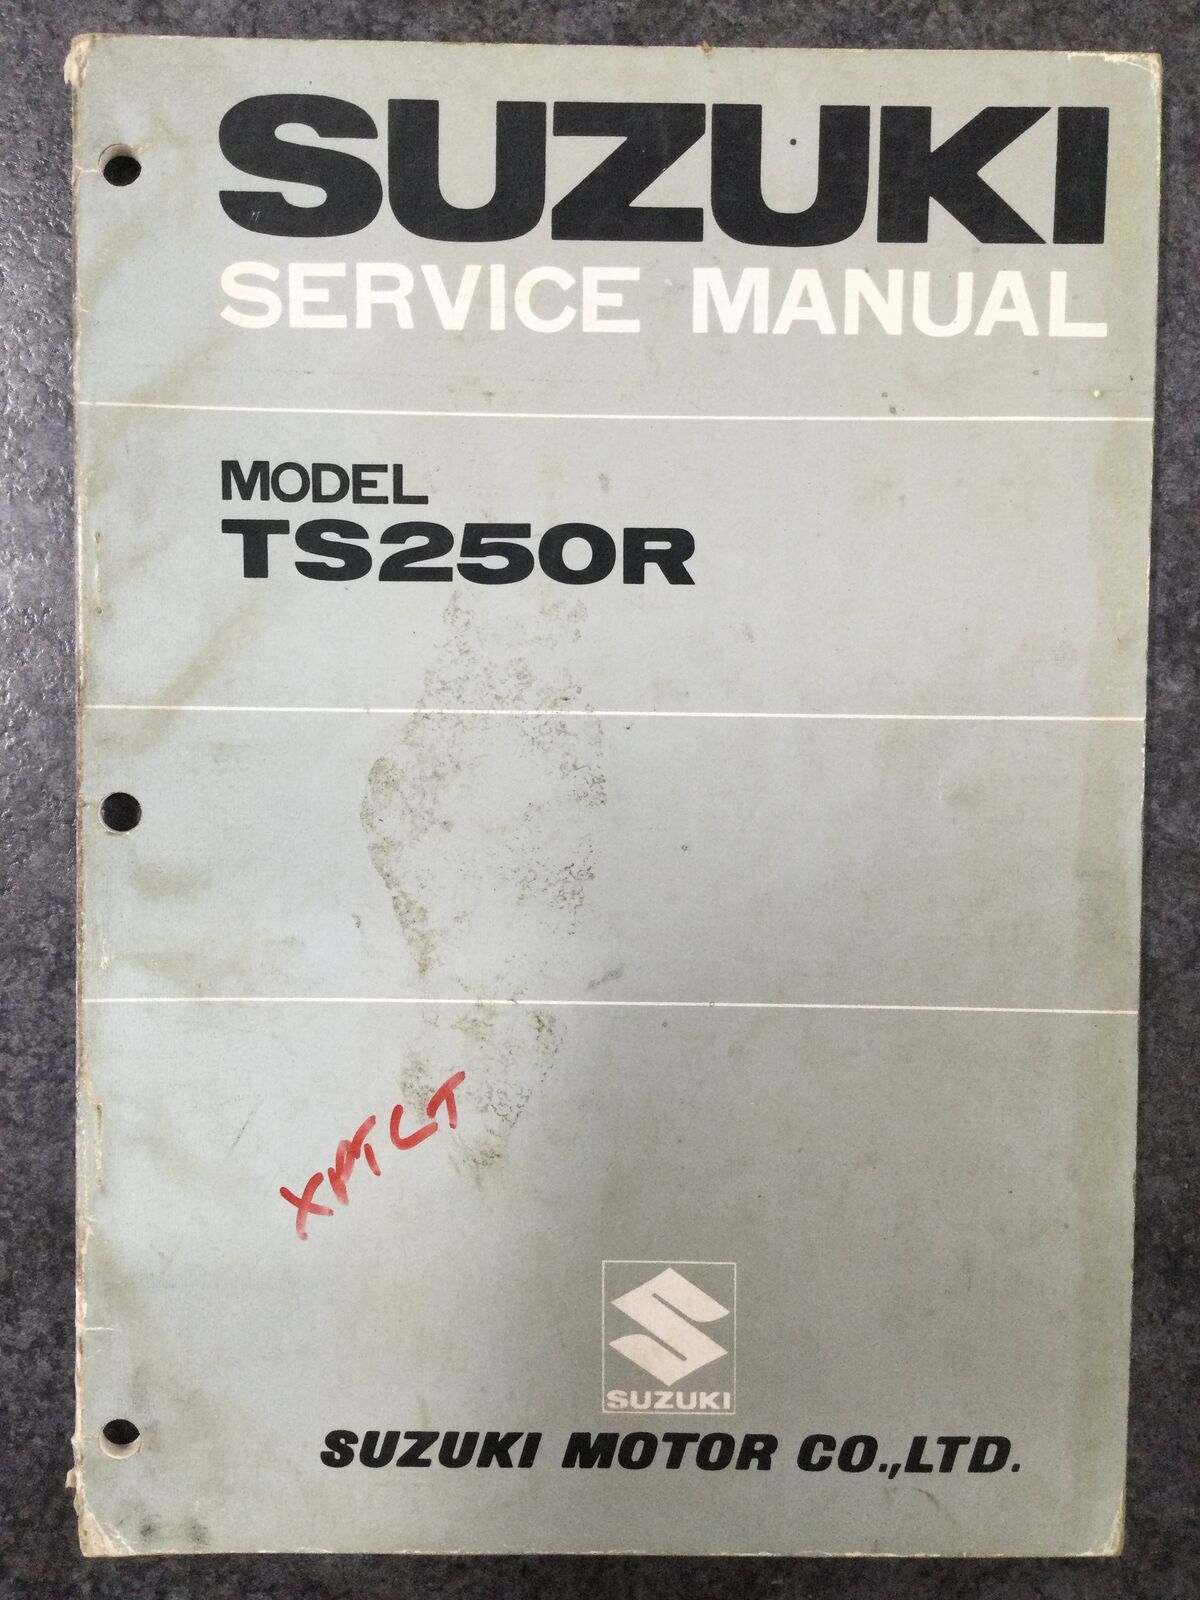 SUZUKI
SERVICE MANUAL
MODEL
TS250R
SUZUKI
SUZUKI MOTOR CO.,LTD.